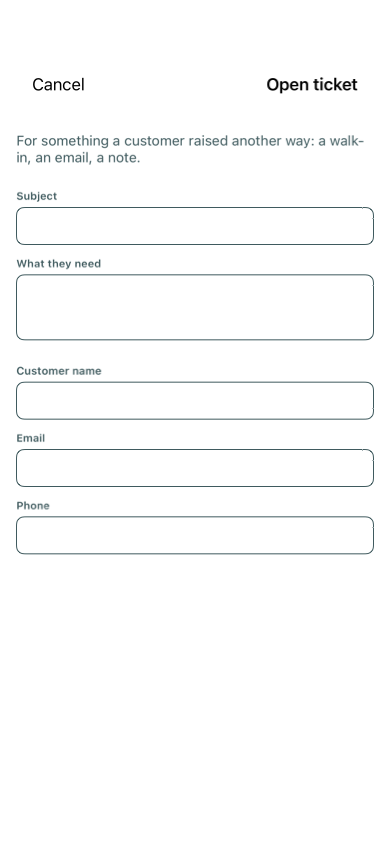 Cancel
Open ticket
For something a customer raised another way: a walk-
in, an email, a note.
Subject
What they need
Customer name
Email
Phone